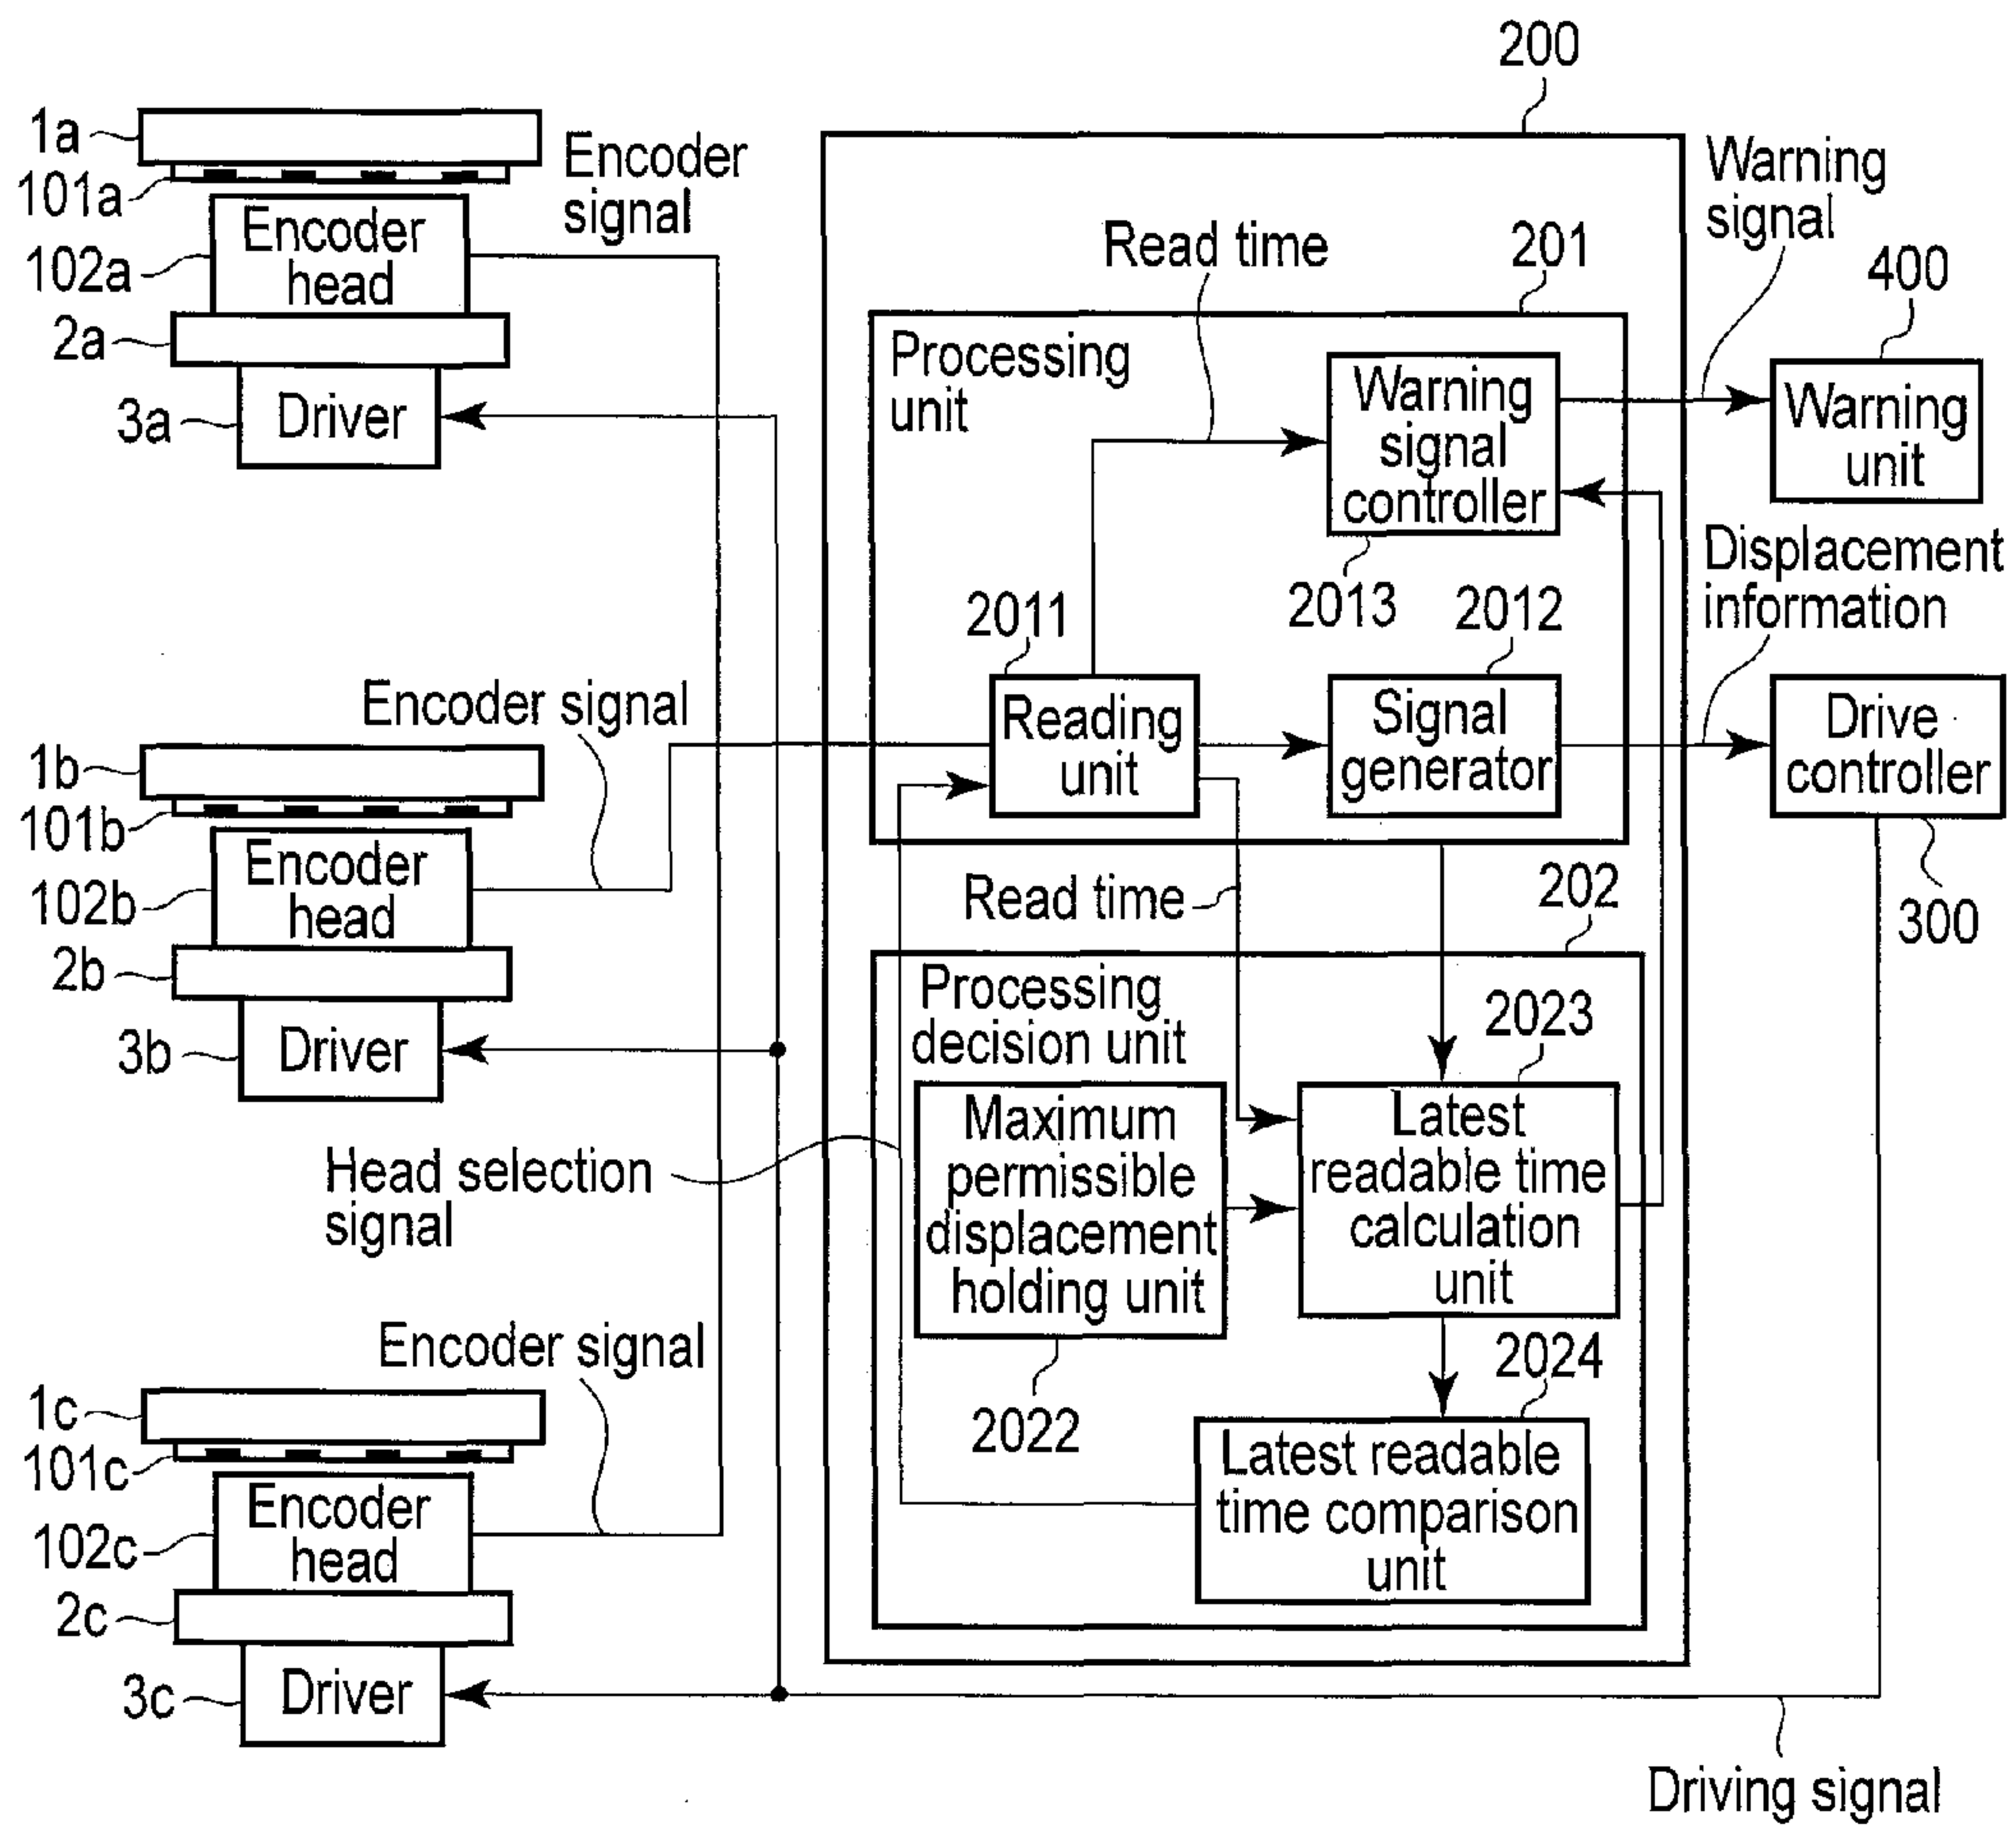 200
1a
Encoder
signal
Warning
signal
101a
Encoder
head
Read time
201
102a
400
2a
Processing
unit
Warning
signal
controller
Warning
unit
3a
Driver
Displacement
information
2013
2012
2011
Encoder signal
Reading
unit
Signal
generator
Drive
controller
1b
101b
Encoder
head
102b
Read time
202
300
2b
Processing
decision unit
2023
3b
Driver
Maximum
permissible
displacement
holding unit
Latest
readable time
calculation
unit
Head selection
signal
Encoder signal
2024
1c
2022
101c
Latest readable
time comparison
unit
Encoder
head
102c
2c
3c
Driver
Driving signal